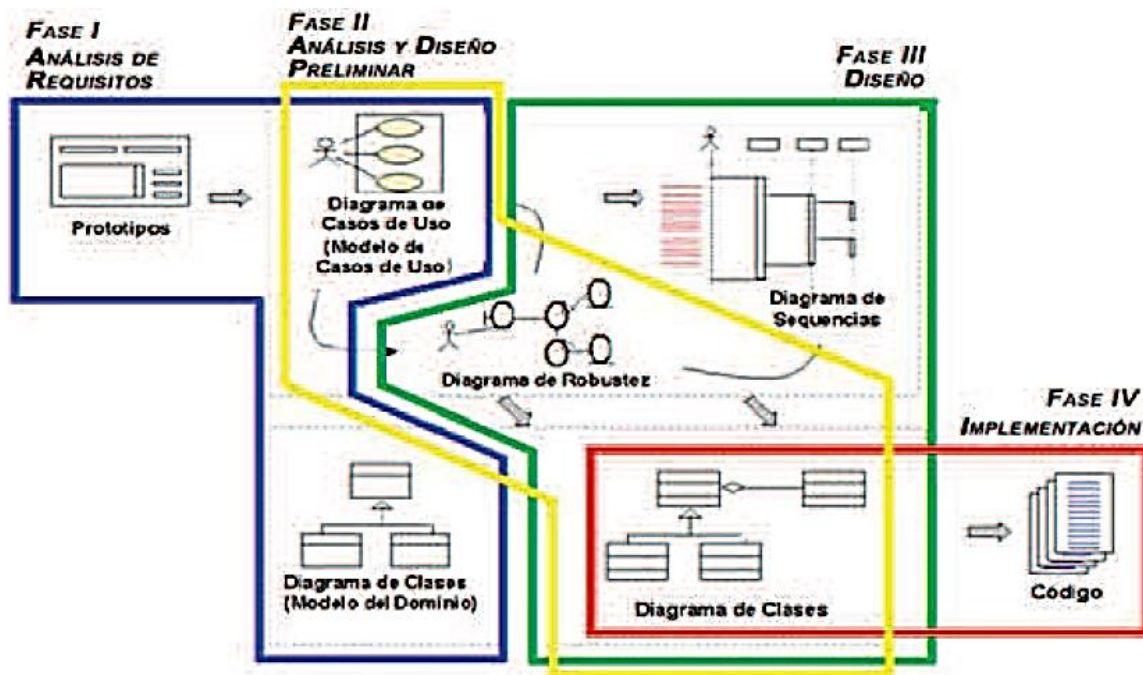 FASE I
ANÁLISIS DE
REQUISITOS
FASE II
ANÁLISIS Y DISEÑO
PRELIMINAR
FASE III
DISEÑO
Prototipos
Diagrama de
Casos de Uso
(Modelo de
Casos de Uso)
Diagrama de
Sequencias
Diagrama de Robustez
FASE IV
IMPLEMENTACIÓN
Diagrama de Clases
(Modelo del Dominio)
Diagrama de Clases
Código